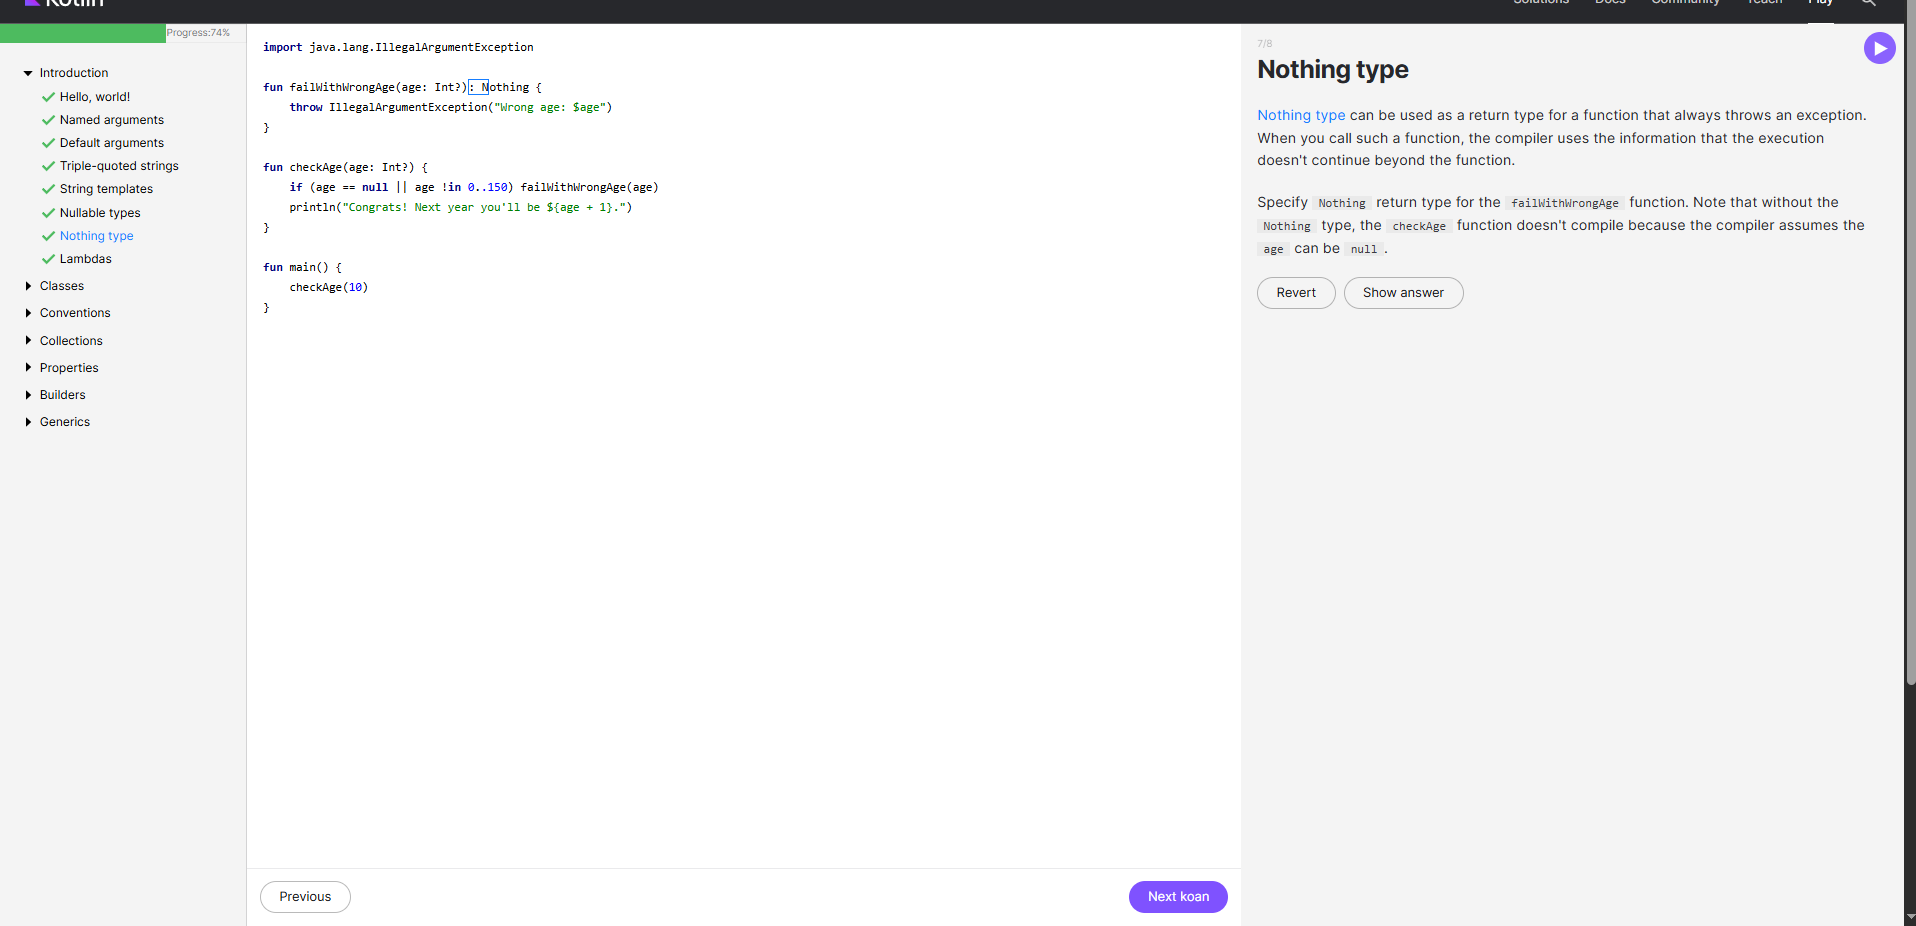 Kotlin
Solutions Docs Community Teach Play
Progress:74%
Introduction
Hello, world!
Named arguments
Default arguments
Triple-quoted strings
String templates
Nullable types
Nothing type
Lambdas
Classes
Conventions
Collections
Properties
Builders
Generics
import java.lang.IllegalArgumentException
fun failWithWrongAge(age: Int?): Nothing {
    throw IllegalArgumentException("Wrong age: $age")
}
fun checkAge(age: Int?) {
    if (age == null || age !in 0..150) failWithWrongAge(age)
    println("Congrats! Next year you'll be ${age + 1}.")
}
fun main() {
    checkAge(10)
}
Previous
Next koan
7/8
Nothing type
Nothing type can be used as a return type for a function that always throws an exception.
When you call such a function, the compiler uses the information that the execution
doesn't continue beyond the function.
Specify Nothing return type for the failWithWrongAge function. Note that without the
Nothing type, the checkAge function doesn't compile because the compiler assumes the
age can be null.
Revert
Show answer